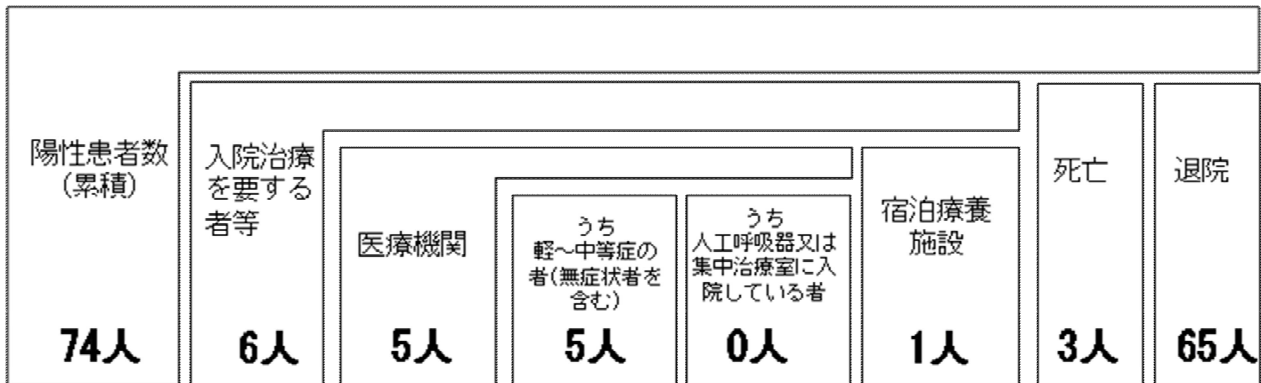 陽性患者数
(累積)
74人
入院治療
を要する
者等
6人
医療機関
5人
うち
軽～中等症の
者(無症状者を
含む)
5人
うち
人工呼吸器又は
集中治療室に入
院している者
0人
宿泊療養
施設
1人
死亡
3人
退院
65人